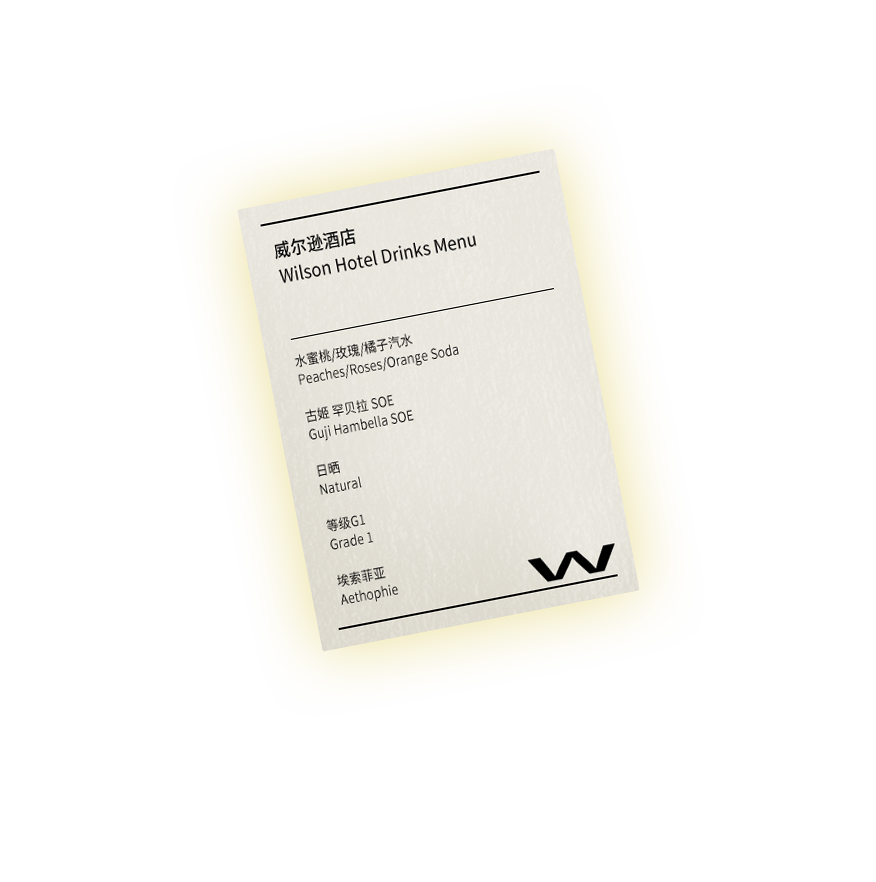 威尔逊酒店
Wilson Hotel Drinks Menu
水蜜桃/玫瑰/橘子汽水
Peaches/Roses/Orange Soda
古姬 罕贝拉 SOE
Guji Hambella SOE
日晒
Natural
等级G1
Grade 1
埃索菲亚
Aethophie
W